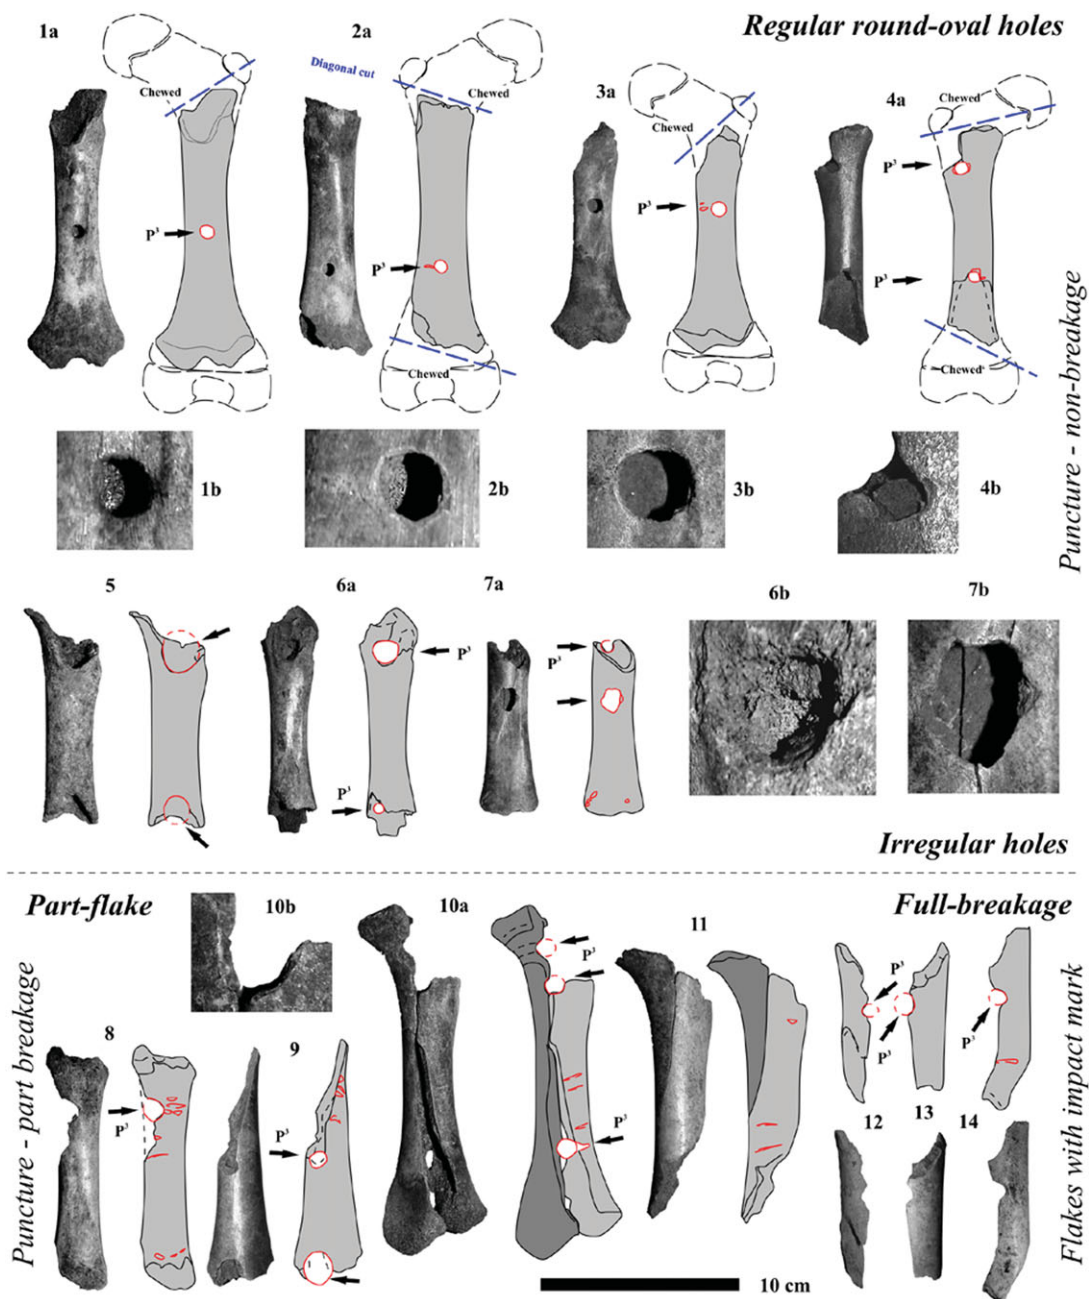 Regular round-oval holes
1a
2a
Diagonal cut
Chewed
Chewed
3a
Chewed
4a
Chewed
P³
P³
P³
P³
P³
Chewed
Chewed
Puncture - non-breakage
1b
2b
3b
4b
5
6a
7a
6b
7b
P³
P³
P³
Irregular holes
Part-flake
10b
10a
11
Full-breakage
P³
P³
P³
P³
8
9
P³
P³
P³
12
13
14
Puncture - part breakage
Flakes with impact mark
10 cm